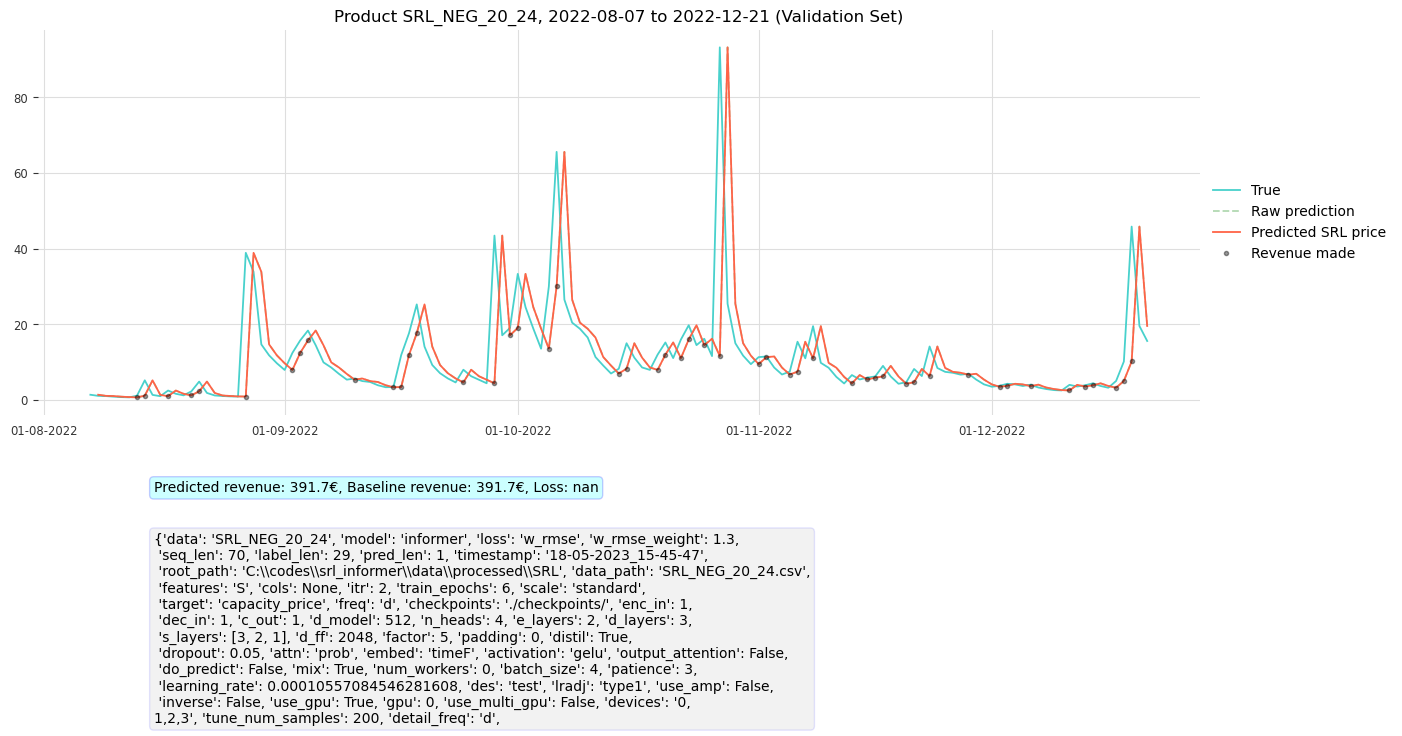 Product SRL_NEG_20_24, 2022-08-07 to 2022-12-21 (Validation Set)
80
60
40
20
0
01-08-2022
01-09-2022
01-10-2022
01-11-2022
01-12-2022
True
Raw prediction
Predicted SRL price
Revenue made
Predicted revenue: 391.7€, Baseline revenue: 391.7€, Loss: nan
{'data': 'SRL_NEG_20_24', 'model': 'informer', 'loss': 'w_rmse', 'w_rmse_weight': 1.3,
'seq_len': 70, 'label_len': 29, 'pred_len': 1, 'timestamp': '18-05-2023_15-45-47',
'root_path': 'C:\\codes\\srl_informer\\data\\processed\\SRL', 'data_path': 'SRL_NEG_20_24.csv',
'features': 'S', 'cols': None, 'itr': 2, 'train_epochs': 6, 'scale': 'standard',
'target': 'capacity_price', 'freq': 'd', 'checkpoints': './checkpoints/', 'enc_in': 1,
'dec_in': 1, 'c_out': 1, 'd_model': 512, 'n_heads': 4, 'e_layers': 2, 'd_layers': 3,
's_layers': [3, 2, 1], 'd_ff': 2048, 'factor': 5, 'padding': 0, 'distil': True,
'dropout': 0.05, 'attn': 'prob', 'embed': 'timeF', 'activation': 'gelu', 'output_attention': False,
'do_predict': False, 'mix': True, 'num_workers': 0, 'batch_size': 4, 'patience': 3,
'learning_rate': 0.00010557084546281608, 'des': 'test', 'lradj': 'type1', 'use_amp': False,
'inverse': False, 'use_gpu': True, 'gpu': 0, 'use_multi_gpu': False, 'devices': '0,
1,2,3', 'tune_num_samples': 200, 'detail_freq': 'd',